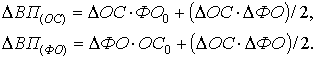 ΔВП(ОС) = ΔОС·ФО₀ + (ΔОС·ΔФО)/2,
ΔВП(ФО) = ΔФО·ОС₀ + (ΔОС·ΔФО)/2.